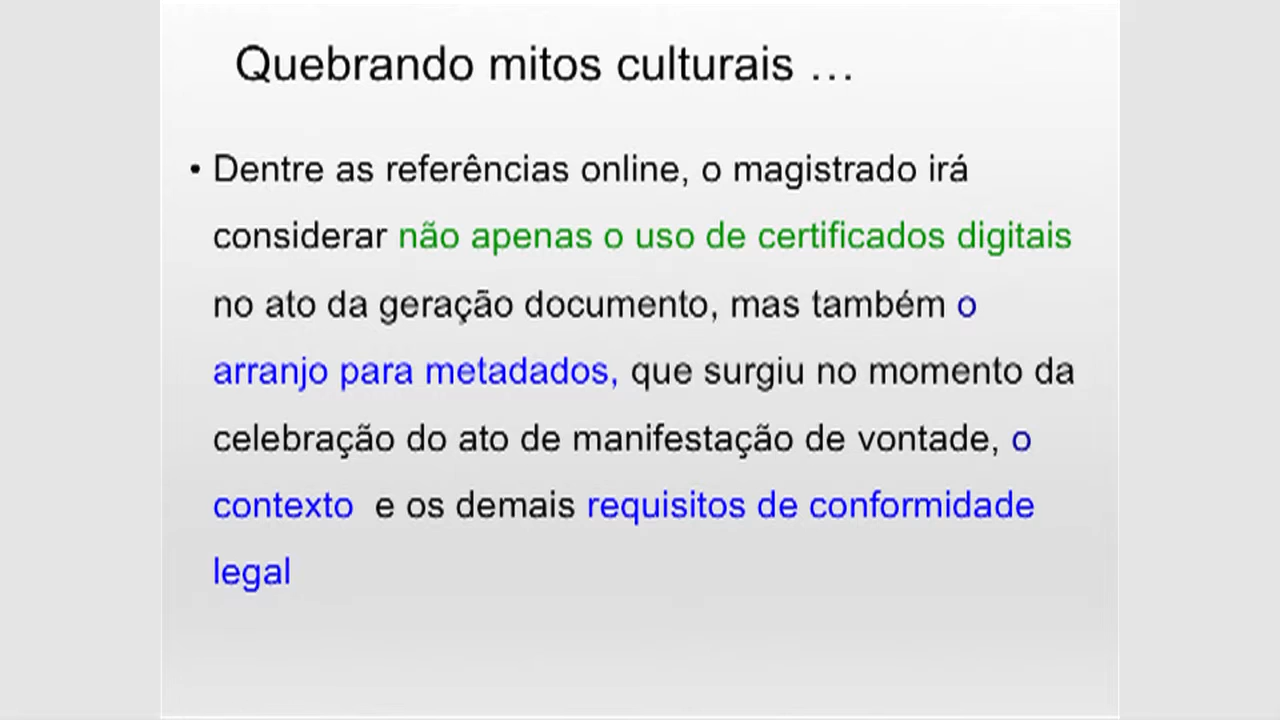 Quebrando mitos culturais ...
• Dentre as referências online, o magistrado irá
considerar não apenas o uso de certificados digitais
no ato da geração documento, mas também o
arranjo para metadados, que surgiu no momento da
celebração do ato de manifestação de vontade, o
contexto e os demais requisitos de conformidade
legal